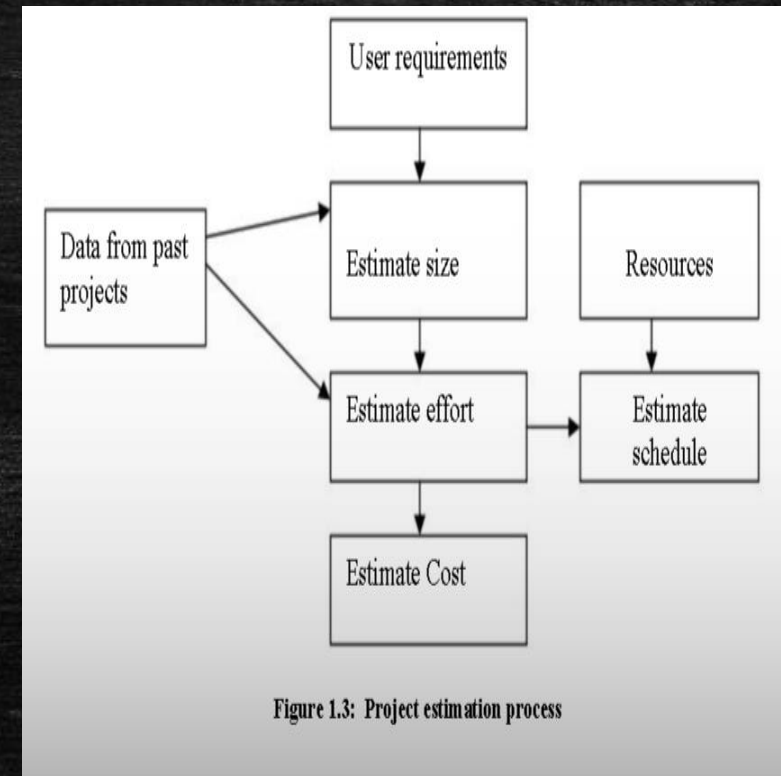 User requirements
Data from past
projects
Estimate size
Resources
Estimate effort
Estimate
schedule
Estimate Cost
Figure 1.3: Project estimation process